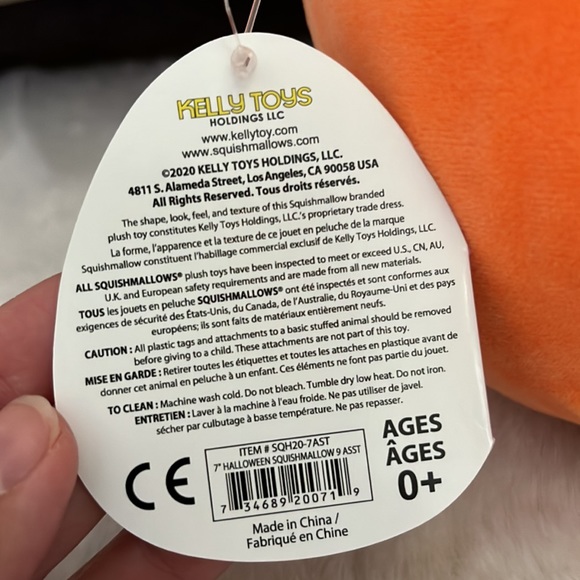 KELLY TOYS
HOLDINGS LLC
www.kellytoy.com
www.squishmallows.com
©2020 KELLY TOYS HOLDINGS, LLC.
4811 S. Alameda Street, Los Angeles, CA 90058 USA
All Rights Reserved. Tous droits réservés.
The shape, look, feel, and texture of this Squishmallow branded
plush toy constitutes Kelly Toys Holdings, LLC.'s proprietary trade dress.
La forme, l'apparence et la texture de ce jouet en peluche de la marque
Squishmallow constituent l'habillage commercial exclusif de Kelly Toys Holdings, LLC.
ALL SQUISHMALLOWS® plush toys have been inspected to meet or exceed U.S., CN, AU,
U.K. and European safety requirements and are made from all new materials.
TOUS les jouets en peluche SQUISHMALLOWS® ont été inspectés et sont conformes aux
exigences de sécurité des États-Unis, du Canada, de l'Australie, du Royaume-Uni et des pays
européens; ils sont faits de matériaux entièrement neufs.
CAUTION : All plastic tags and attachments to a basic stuffed animal should be removed
before giving to a child. These attachments are not part of this toy.
MISE EN GARDE : Retirer toutes les étiquettes et toutes les attaches en plastique avant de
donner cet animal en peluche à un enfant. Ces éléments ne font pas partie du jouet.
TO CLEAN : Machine wash cold. Do not bleach. Tumble dry low heat. Do not iron.
ENTRETIEN : Laver à la machine à l'eau froide. Ne pas utiliser de javel.
sécher par culbutage à basse température. Ne pas repasser.
CE
ITEM # SQH20-7AST
7" HALLOWEEN SQUISHMALLOW 9 ASST
7 34689 20071 9
AGES
ÂGES
0+
Made in China /
Fabriqué en Chine